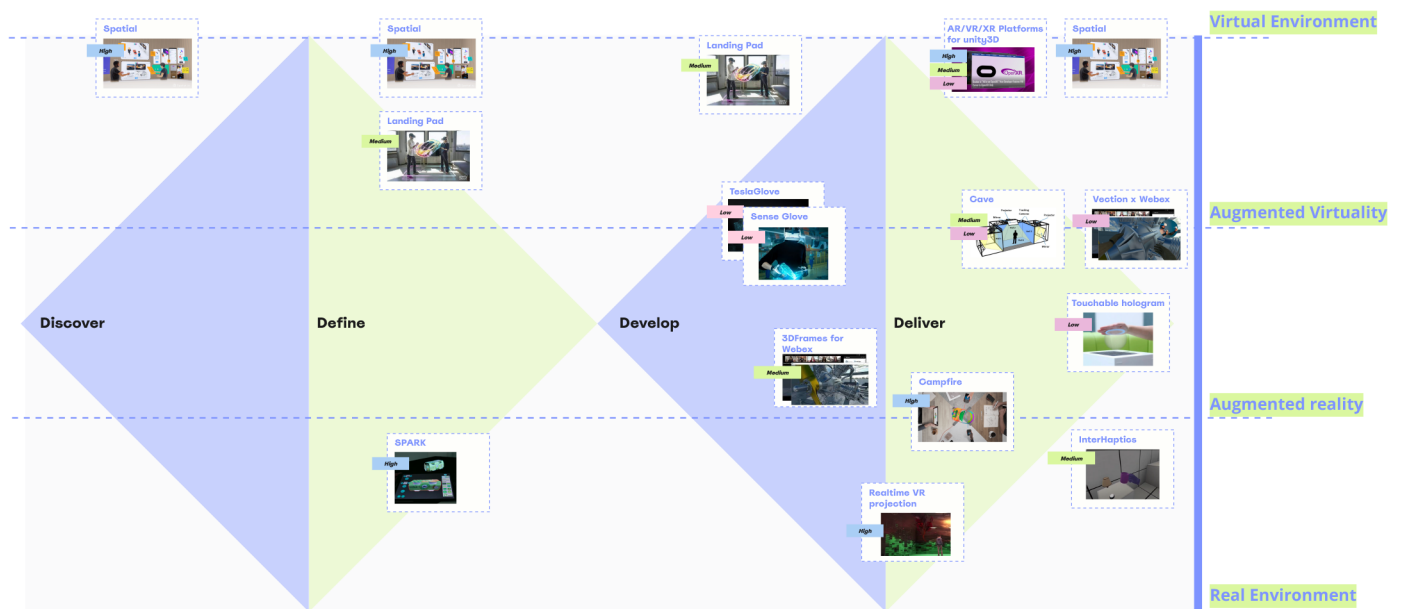 Virtual Environment
Spatial
High
Spatial
High
Landing Pad
Medium
AR/VR/XR Platforms
for unity3D
High
Medium
Low
Spatial
High
Landing Pad
Medium
TeslaGlove
Low
Sense Glove
Low
Cave
Medium
Low
Vection x Webex
Low
Augmented Virtuality
Discover
Define
Develop
Deliver
Touchable hologram
Low
3DFrames for
Webex
Medium
Campfire
High
Augmented reality
SPARK
High
InterHaptics
Medium
Realtime VR
projection
High
Real Environment